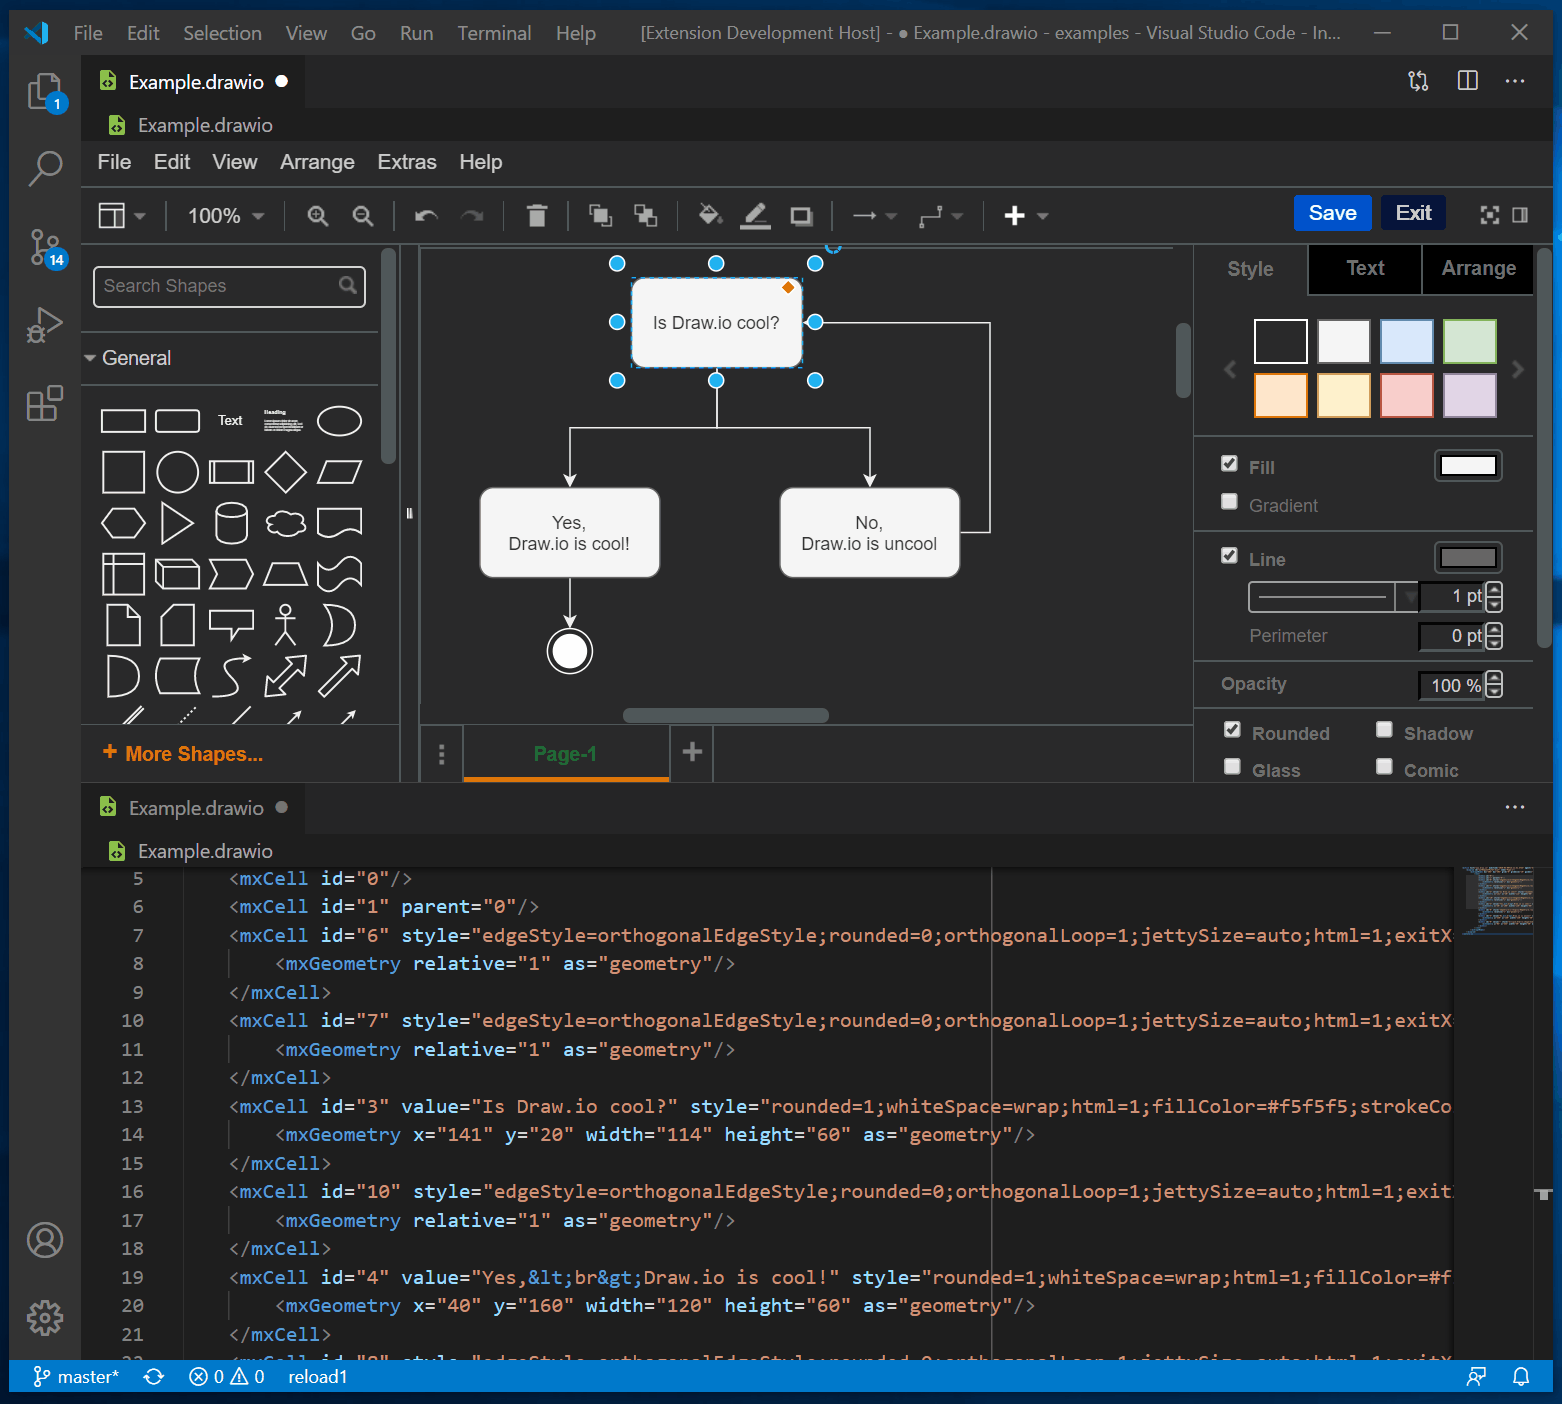 File Edit Selection View Go Run Terminal Help [Extension Development Host] - ● Example.drawio - examples - Visual Studio Code - In...
Example.drawio ●
1
Example.drawio
File Edit View Arrange Extras Help
100% Save Exit
14
Search Shapes
General
Text
Heading
More Shapes...
Is Draw.io cool?
Yes,
Draw.io is cool!
No,
Draw.io is uncool
Page-1
Style Text Arrange
Fill
Gradient
Line
1 pt
Perimeter 0 pt
Opacity 100 %
Rounded Shadow
Glass Comic
Example.drawio ●
Example.drawio
5 <mxCell id="0"/>
6 <mxCell id="1" parent="0"/>
7 <mxCell id="6" style="edgeStyle=orthogonalEdgeStyle;rounded=0;orthogonalLoop=1;jettySize=auto;html=1;exitX
8 <mxGeometry relative="1" as="geometry"/>
9 </mxCell>
10 <mxCell id="7" style="edgeStyle=orthogonalEdgeStyle;rounded=0;orthogonalLoop=1;jettySize=auto;html=1;exitX
11 <mxGeometry relative="1" as="geometry"/>
12 </mxCell>
13 <mxCell id="3" value="Is Draw.io cool?" style="rounded=1;whiteSpace=wrap;html=1;fillColor=#f5f5f5;strokeCo
14 <mxGeometry x="141" y="20" width="114" height="60" as="geometry"/>
15 </mxCell>
16 <mxCell id="10" style="edgeStyle=orthogonalEdgeStyle;rounded=0;orthogonalLoop=1;jettySize=auto;html=1;exit
17 <mxGeometry relative="1" as="geometry"/>
18 </mxCell>
19 <mxCell id="4" value="Yes,&lt;br&gt;Draw.io is cool!" style="rounded=1;whiteSpace=wrap;html=1;fillColor=#f
20 <mxGeometry x="40" y="160" width="120" height="60" as="geometry"/>
21 </mxCell>
master* 0 0 reload1